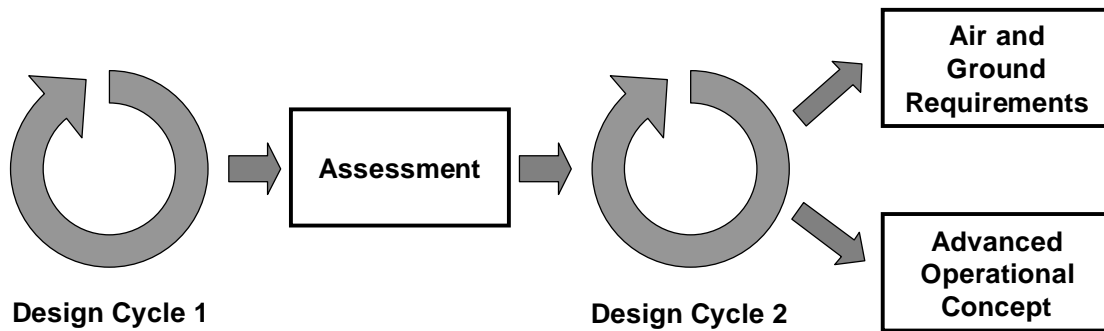 Design Cycle 1
Assessment
Design Cycle 2
Air and
Ground
Requirements
Advanced
Operational
Concept